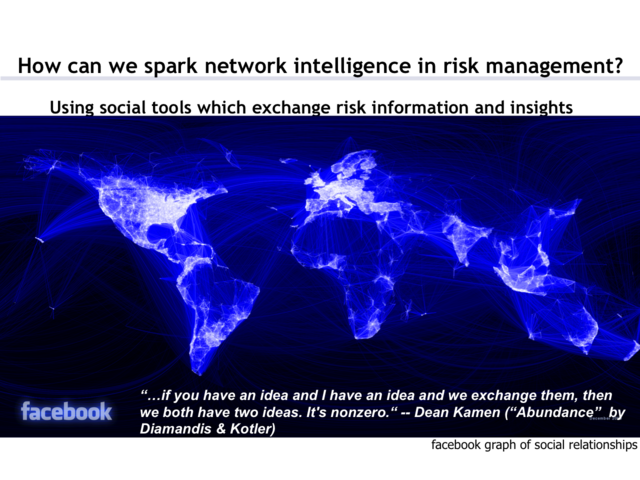 How can we spark network intelligence in risk management?
Using social tools which exchange risk information and insights
“…if you have an idea and I have an idea and we exchange them, then
we both have two ideas. It's nonzero.“ -- Dean Kamen (“Abundance” by
Diamandis & Kotler)
facebook
facebook graph of social relationships